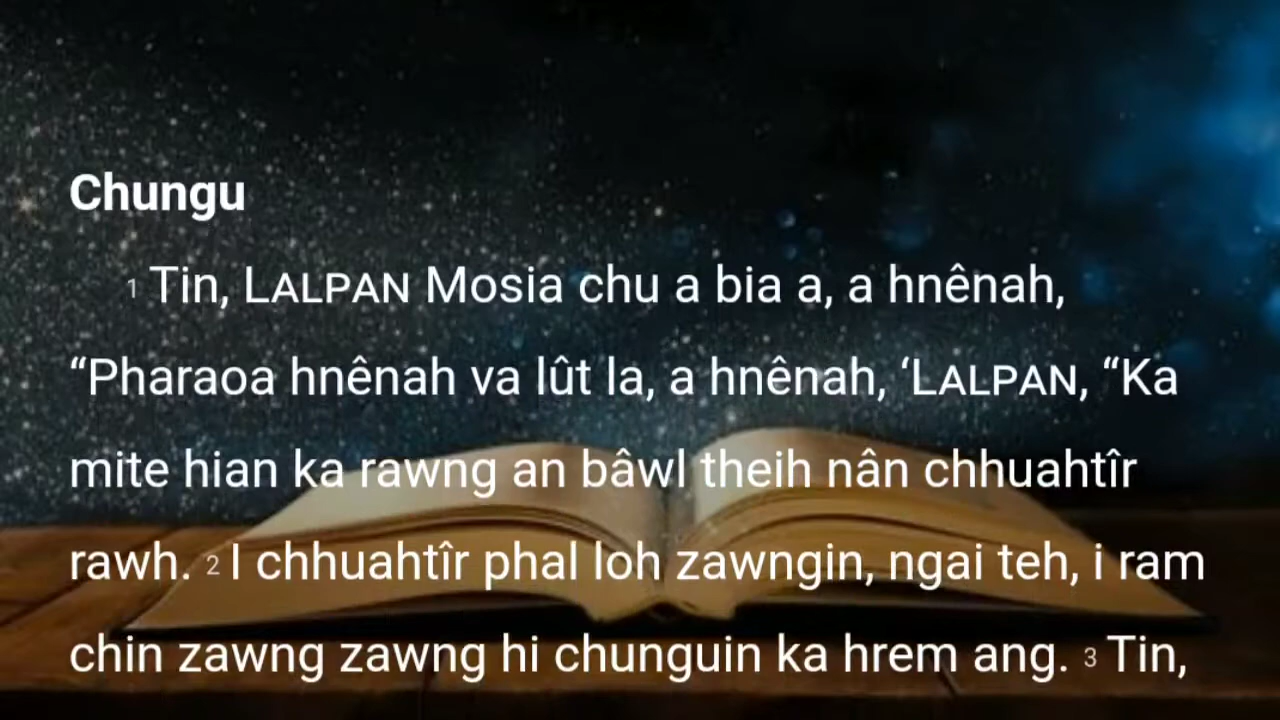 Chungu
1 Tin, LALPAN Mosia chu a bia a, a hnênah,
“Pharaoa hnênah va lût la, a hnênah, ‘LALPAN, “Ka
mite hian ka rawng an bâwl theih nân chhuahtîr
rawh. 2 I chhuahtîr phal loh zawngin, ngai teh, i ram
chin zawng zawng hi chunguin ka hrem ang. 3 Tin,